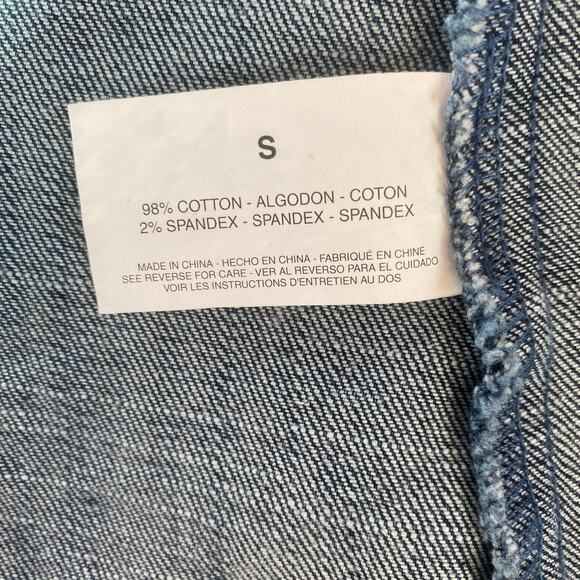 S
98% COTTON - ALGODON - COTON
2% SPANDEX - SPANDEX - SPANDEX
MADE IN CHINA - HECHO EN CHINA - FABRIQUÉ EN CHINE
SEE REVERSE FOR CARE - VER AL REVERSO PARA EL CUIDADO
VOIR LES INSTRUCTIONS D'ENTRETIEN AU DOS